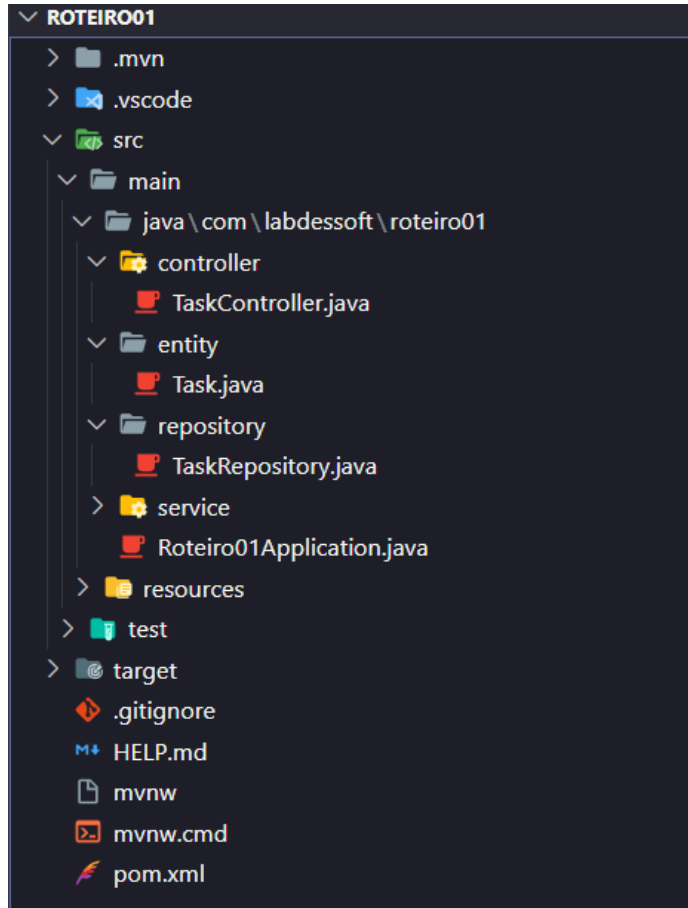 ROTEIRO01
.mvn
.vscode
src
main
java\com\labdessoft\roteiro01
controller
TaskController.java
entity
Task.java
repository
TaskRepository.java
service
Roteiro01Application.java
resources
test
target
.gitignore
HELP.md
mvnw
mvnw.cmd
pom.xml